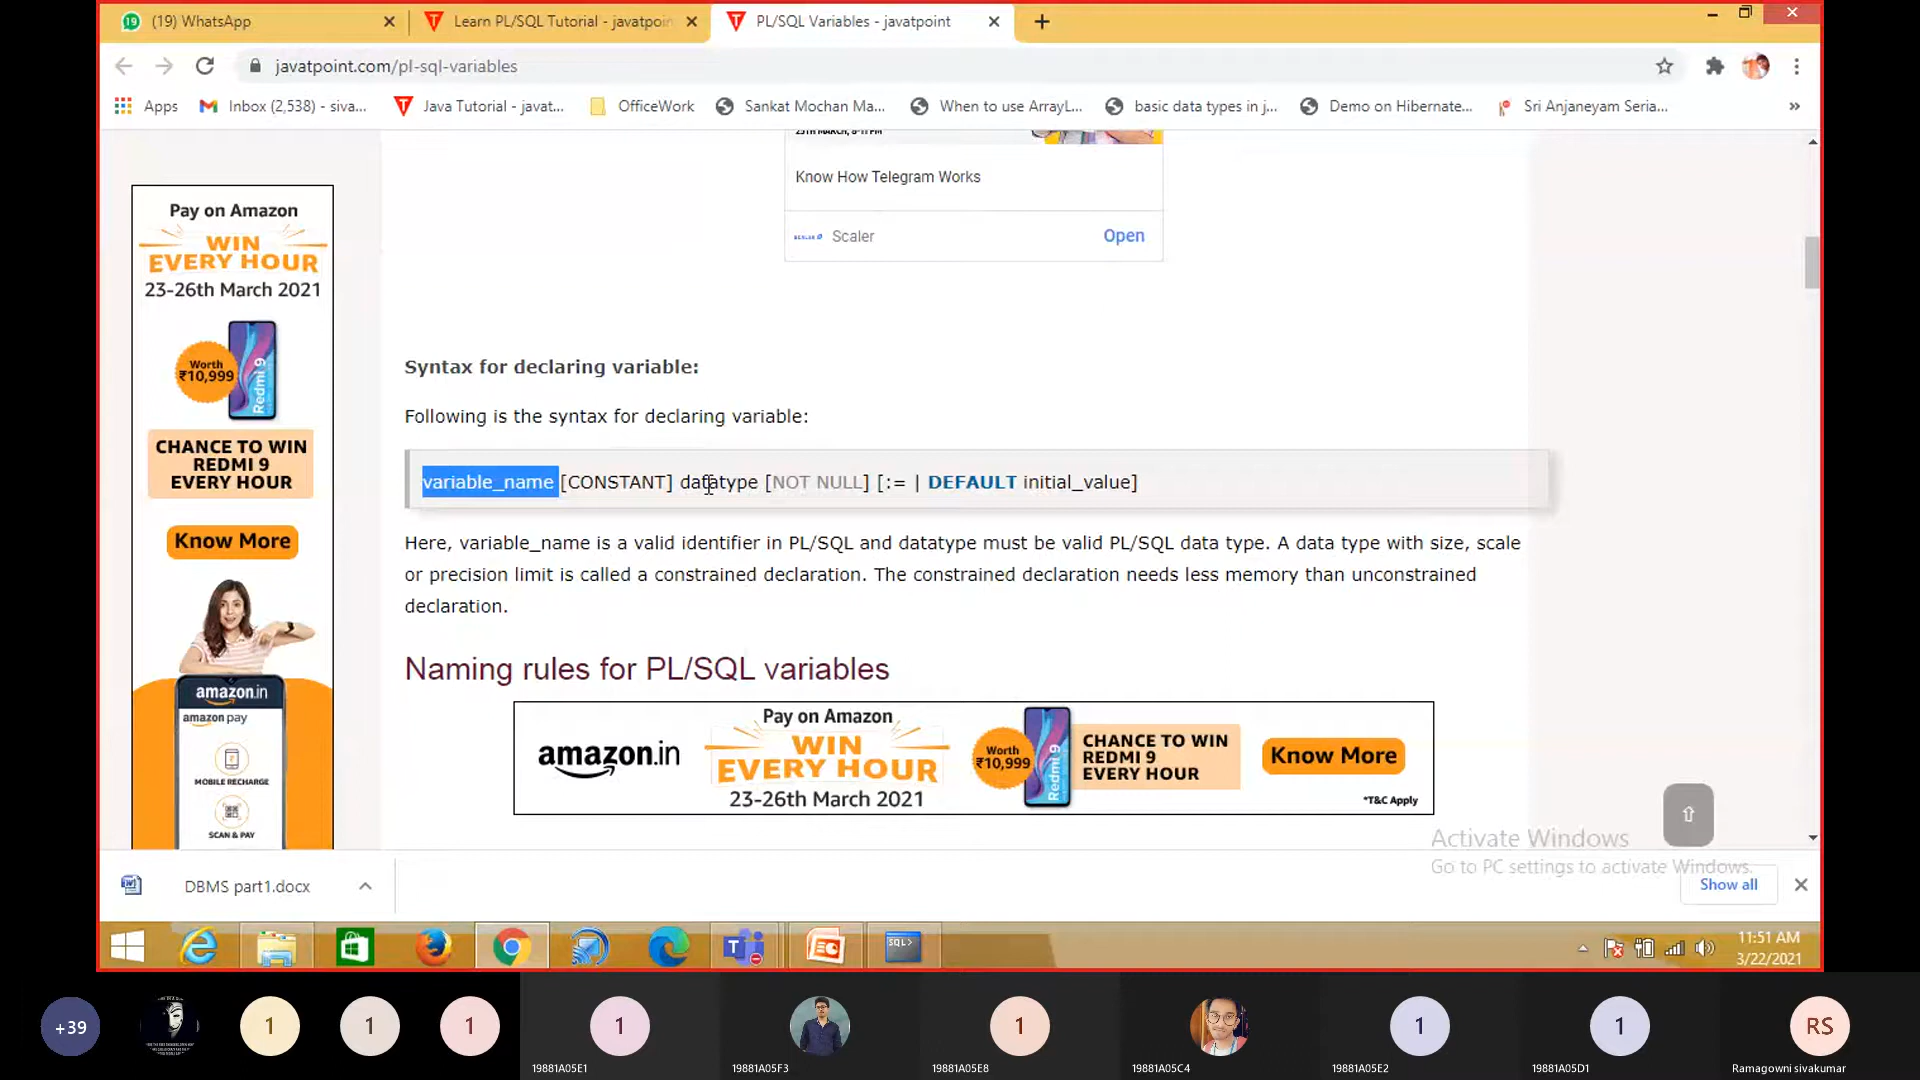 19 (19) WhatsApp
Learn PL/SQL Tutorial - javatpoin
PL/SQL Variables - javatpoint
javatpoint.com/pl-sql-variables
Apps
Inbox (2,538) - siva...
Java Tutorial - javat...
OfficeWork
Sankat Mochan Ma...
When to use ArrayL...
basic data types in j...
Demo on Hibernate...
Sri Anjaneyam Seria...
»
25TH MARCH, 8-11 PM
Know How Telegram Works
SCALER Scaler
Open
Pay on Amazon
WIN
EVERY HOUR
23-26th March 2021
Worth
₹10,999
Redmi 9
CHANCE TO WIN
REDMI 9
EVERY HOUR
Know More
amazon.in
amazon pay
MOBILE RECHARGE
SCAN & PAY
Syntax for declaring variable:
Following is the syntax for declaring variable:
variable_name [CONSTANT] datatype [NOT NULL] [:= | DEFAULT initial_value]
Here, variable_name is a valid identifier in PL/SQL and datatype must be valid PL/SQL data type. A data type with size, scale
or precision limit is called a constrained declaration. The constrained declaration needs less memory than unconstrained
declaration.
Naming rules for PL/SQL variables
amazon.in
Pay on Amazon
WIN
EVERY HOUR
23-26th March 2021
Worth
₹10,999
Redmi 9
CHANCE TO WIN
REDMI 9
EVERY HOUR
Know More
*T&C Apply
Activate Windows
Go to PC settings to activate Windows.
DBMS part1.docx
Show all
SQL>
11:51 AM
3/22/2021
+39
1
1
1
1
1
1
1
RS
19881A05E1
19881A05F3
19881A05E8
19881A05C4
19881A05E2
19881A05D1
Ramagowni sivakumar